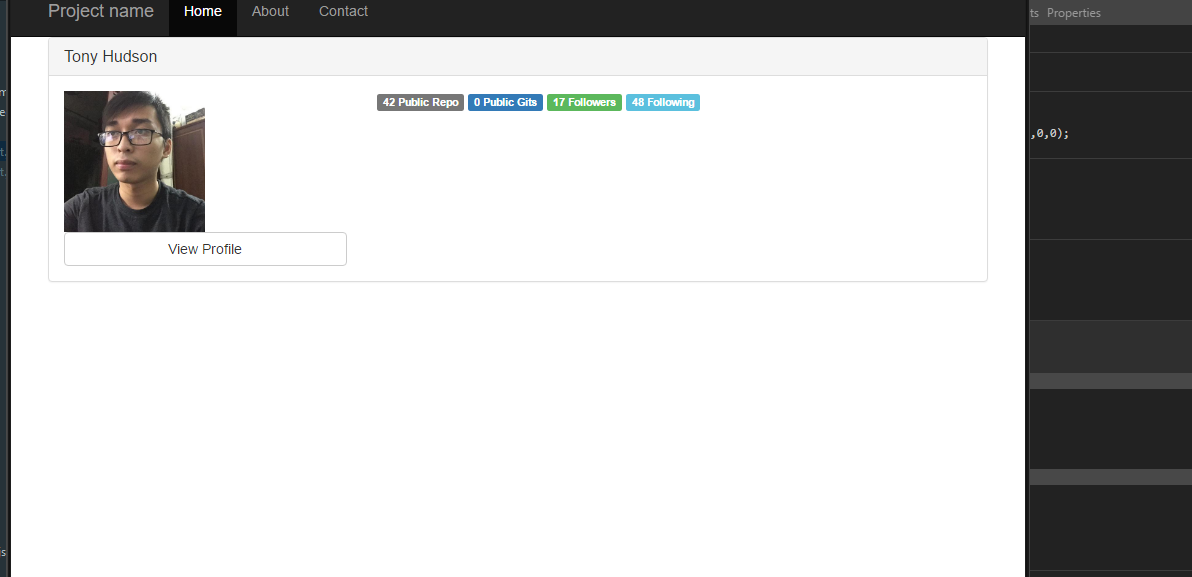 Project name Home About Contact
ts Properties
Tony Hudson
42 Public Repo 0 Public Gits 17 Followers 48 Following
,0,0);
View Profile